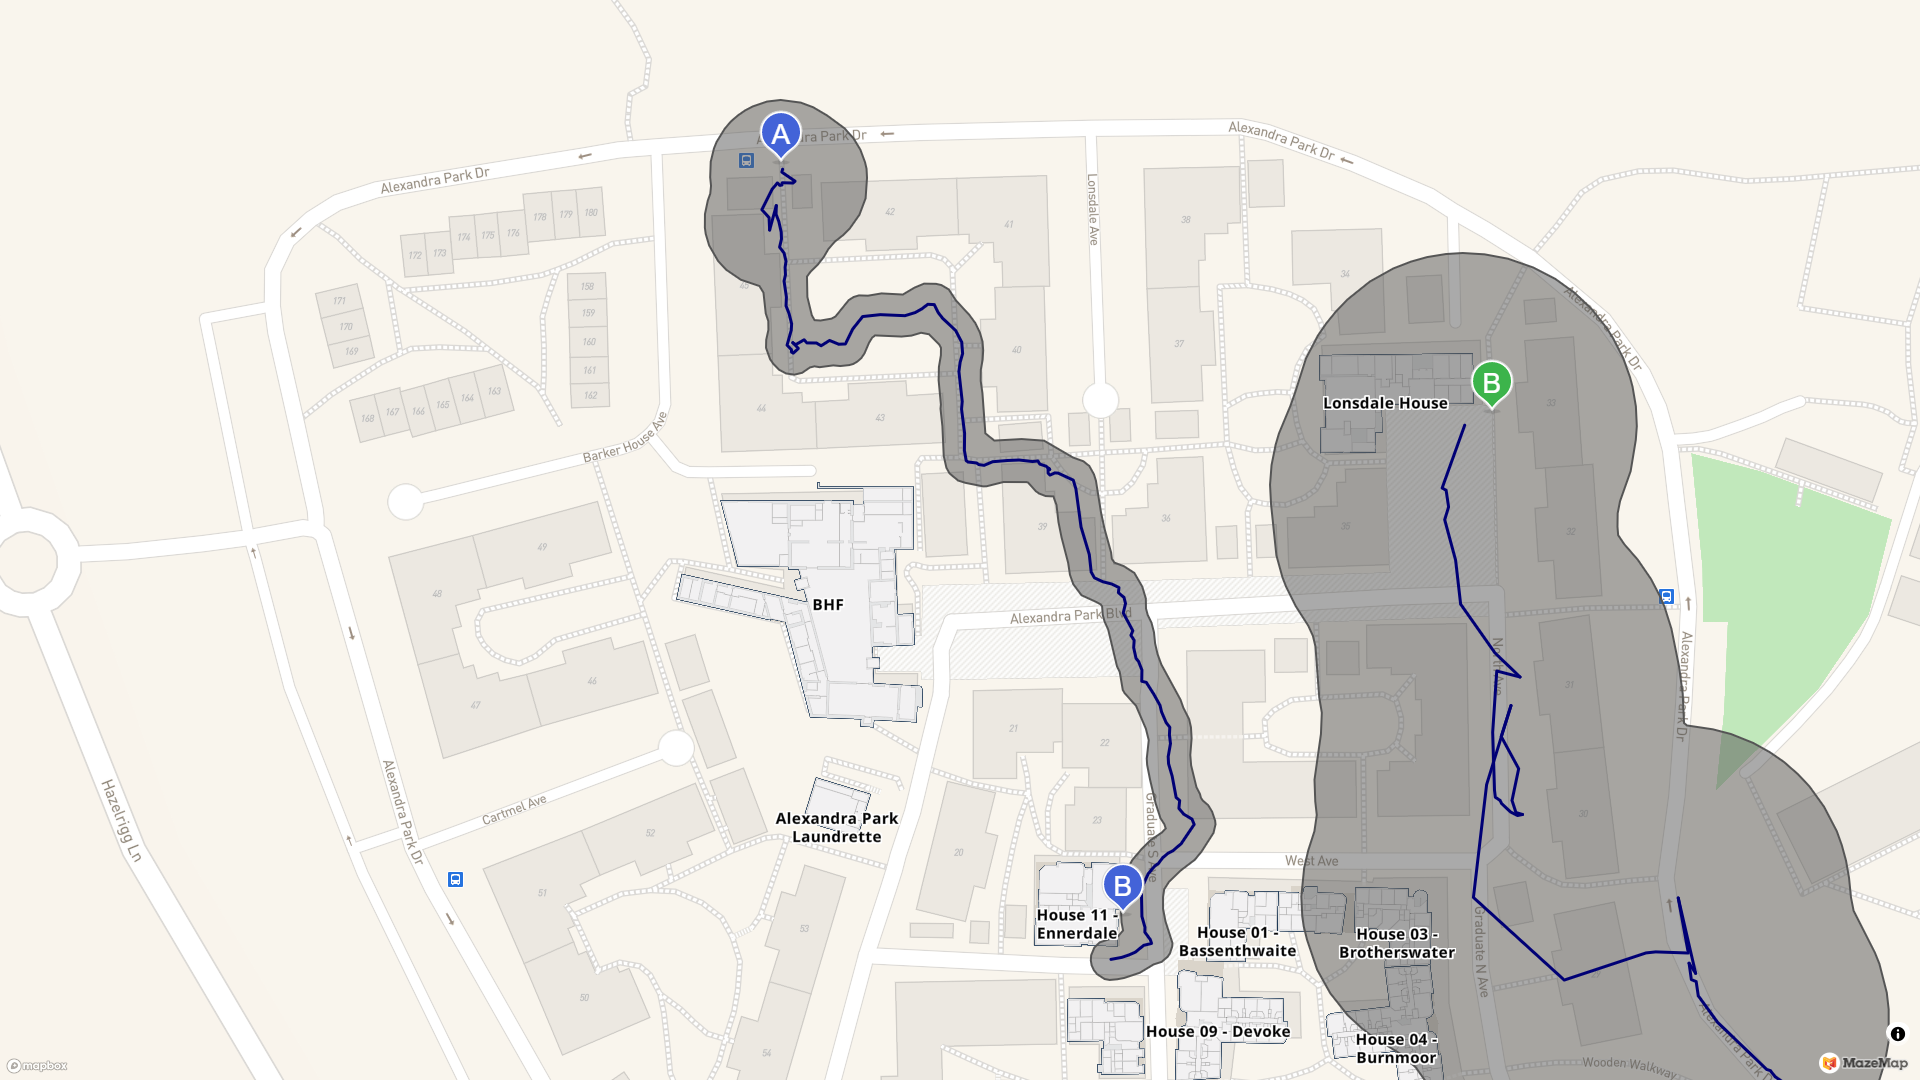 A
Alexandra Park Dr
Alexandra Park Dr
Alexandra Park Dr
178
179
180
174
175
176
172
173
42
41
38
Lonsdale Ave
34
171
170
169
158
159
160
161
162
45
40
37
Alexandra Park Dr
B
Lonsdale House
33
168
167
166
165
164
163
44
43
Barker House Ave
49
48
39
36
35
32
BHF
Alexandra Park Blvd
46
47
North Ave
31
Alexandra Park Dr
21
22
Hazelrigg Ln
Alexandra Park Dr
Cartmel Ave
52
Alexandra Park
Laundrette
23
Graduate S Ave
30
20
West Ave
51
53
B
House 11 -
Ennerdale
House 01 -
Bassenthwaite
House 03 -
Brotherswater
Graduate N Ave
50
54
House 09 - Devoke
House 04 -
Burnmoor
Wooden Walkway
Alexandra Park Dr
mapbox
MazeMap